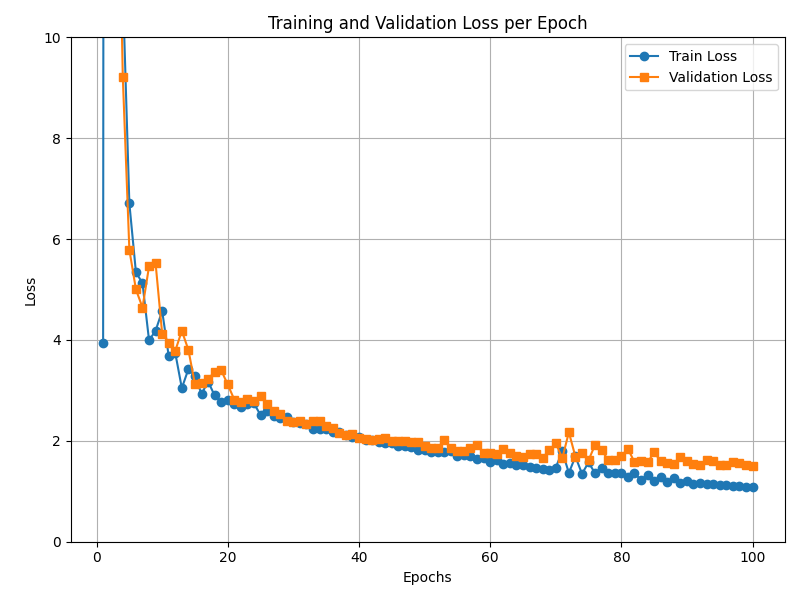 Training and Validation Loss per Epoch
Train Loss
Validation Loss
10
8
6
4
2
0
Loss
0 20 40 60 80 100
Epochs